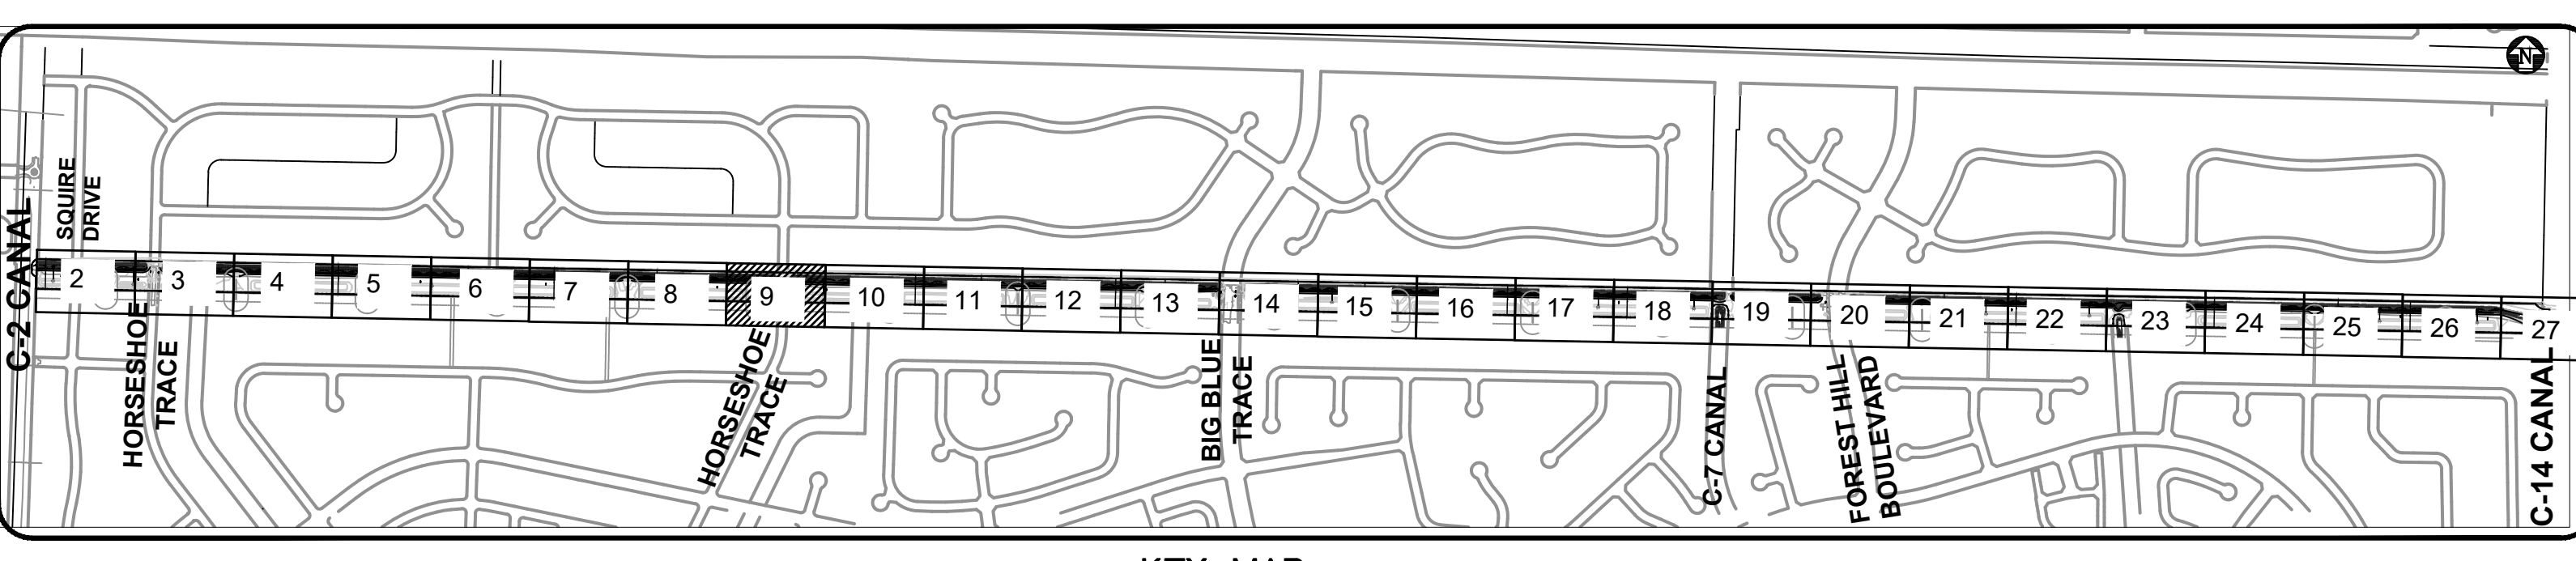 N
SQUIRE
DRIVE
C-2 CANAL
2 3 4 5 6 7 8 9 10 11 12 13 14 15 16 17 18 19 20 21 22 23 24 25 26 27
HORSESHOE
TRACE
HORSESHOE
TRACE
BIG BLUE
TRACE
C-7 CANAL
FOREST HILL
BOULEVARD
C-14 CANAL
KEY MAP